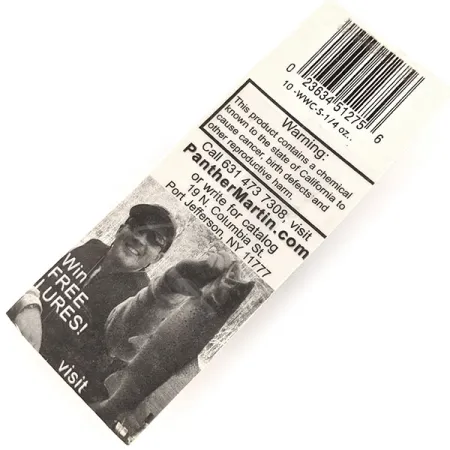 0 23634 51275 6
10 -WWC-S-1/4 oz..
Warning:
This product contains a chemical
known to the state of California to
cause cancer, birth defects and
other reproductive harm.
Call 631 473 7308, visit
PantherMartin.com
or write for catalog
19 N. Columbia St.
Port Jefferson, NY 11777
Win
FREE
LURES!
visit